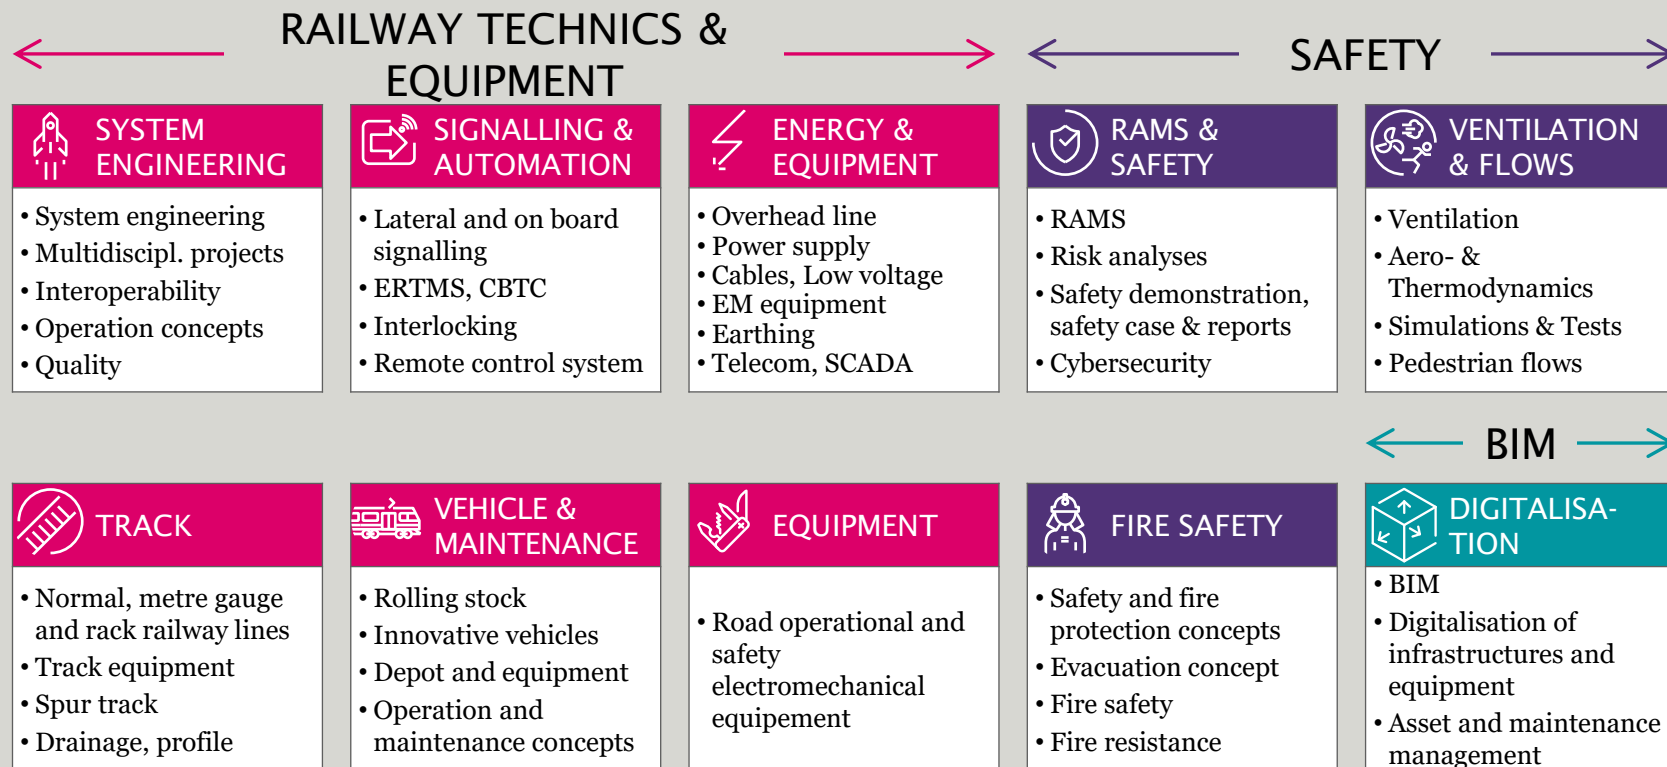 RAILWAY TECHNICS &
EQUIPMENT
SAFETY
SYSTEM
ENGINEERING
• System engineering
• Multidiscipl. projects
• Interoperability
• Operation concepts
• Quality
SIGNALLING &
AUTOMATION
• Lateral and on board
signalling
• ERTMS, CBTC
• Interlocking
• Remote control system
ENERGY &
EQUIPMENT
• Overhead line
• Power supply
• Cables, Low voltage
• EM equipment
• Earthing
• Telecom, SCADA
RAMS &
SAFETY
• RAMS
• Risk analyses
• Safety demonstration,
safety case & reports
• Cybersecurity
VENTILATION
& FLOWS
• Ventilation
• Aero- &
Thermodynamics
• Simulations & Tests
• Pedestrian flows
BIM
TRACK
• Normal, metre gauge
and rack railway lines
• Track equipment
• Spur track
• Drainage, profile
VEHICLE &
MAINTENANCE
• Rolling stock
• Innovative vehicles
• Depot and equipment
• Operation and
maintenance concepts
EQUIPMENT
• Road operational and
safety
electromechanical
equipement
FIRE SAFETY
• Safety and fire
protection concepts
• Evacuation concept
• Fire safety
• Fire resistance
DIGITALISA-
TION
• BIM
• Digitalisation of
infrastructures and
equipment
• Asset and maintenance
management